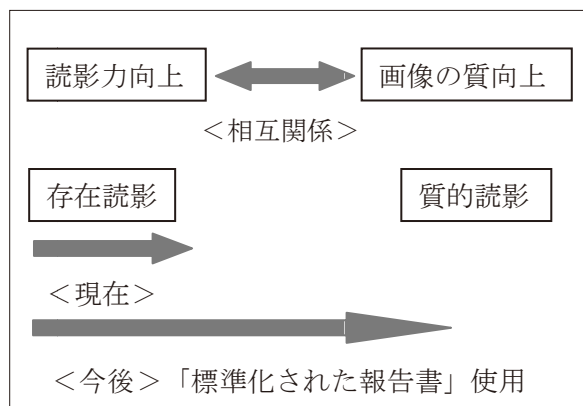 読影力向上 画像の質向上
＜相互関係＞
存在読影 質的読影
＜現在＞
＜今後＞「標準化された報告書」使用